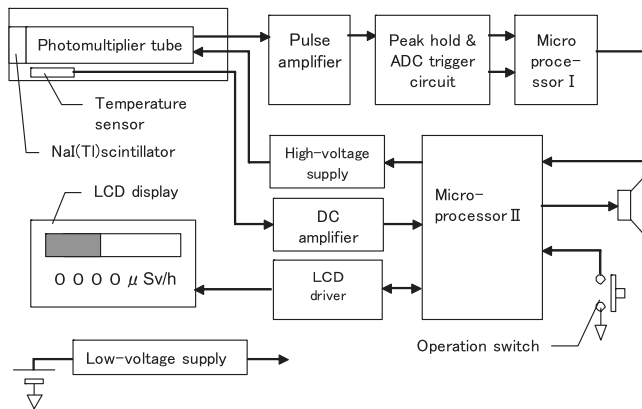 Photomultiplier tube
Pulse
amplifier
Peak hold &
ADC trigger
circuit
Micro
proce-
ssor I
Temperature
sensor
NaI(Tl)scintillator
High-voltage
supply
Micro-
processor II
LCD display
DC
amplifier
0 0 0 0 μ Sv/h
LCD
driver
Operation switch
Low-voltage supply